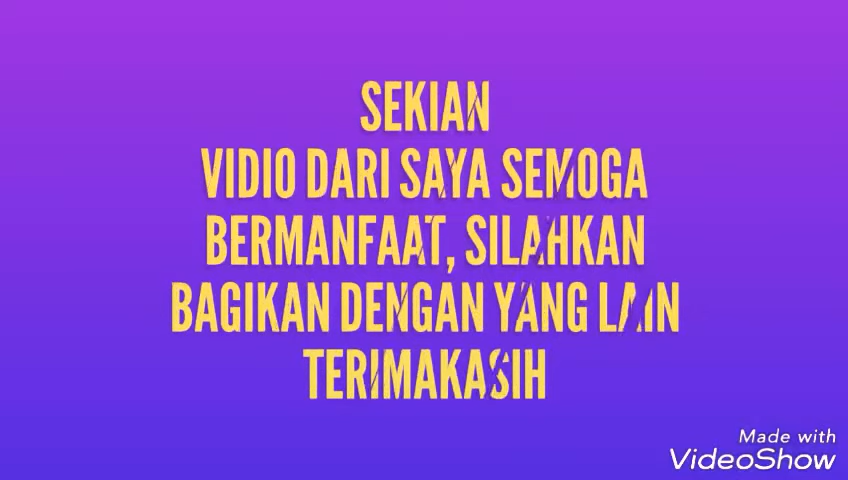 SEKIAN
VIDIO DARI SAYA SEMOGA
BERMANFAAT, SILAHKAN
BAGIKAN DENGAN YANG LAIN
TERIMAKASIH
Made with
VideoShow